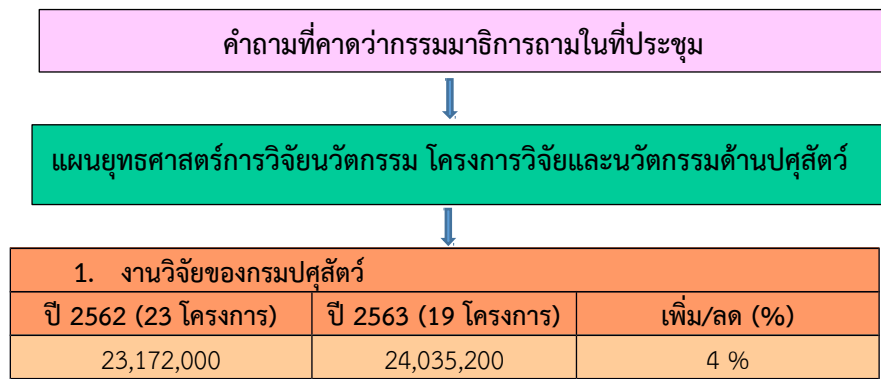 คำถามที่คาดว่ากรรมมาธิการถามในที่ประชุม
แผนยุทธศาสตร์การวิจัยนวัตกรรม โครงการวิจัยและนวัตกรรมด้านปศุสัตว์
1. งานวิจัยของกรมปศุสัตว์
ปี 2562 (23 โครงการ) ปี 2563 (19 โครงการ) เพิ่ม/ลด (%)
23,172,000 24,035,200 4 %